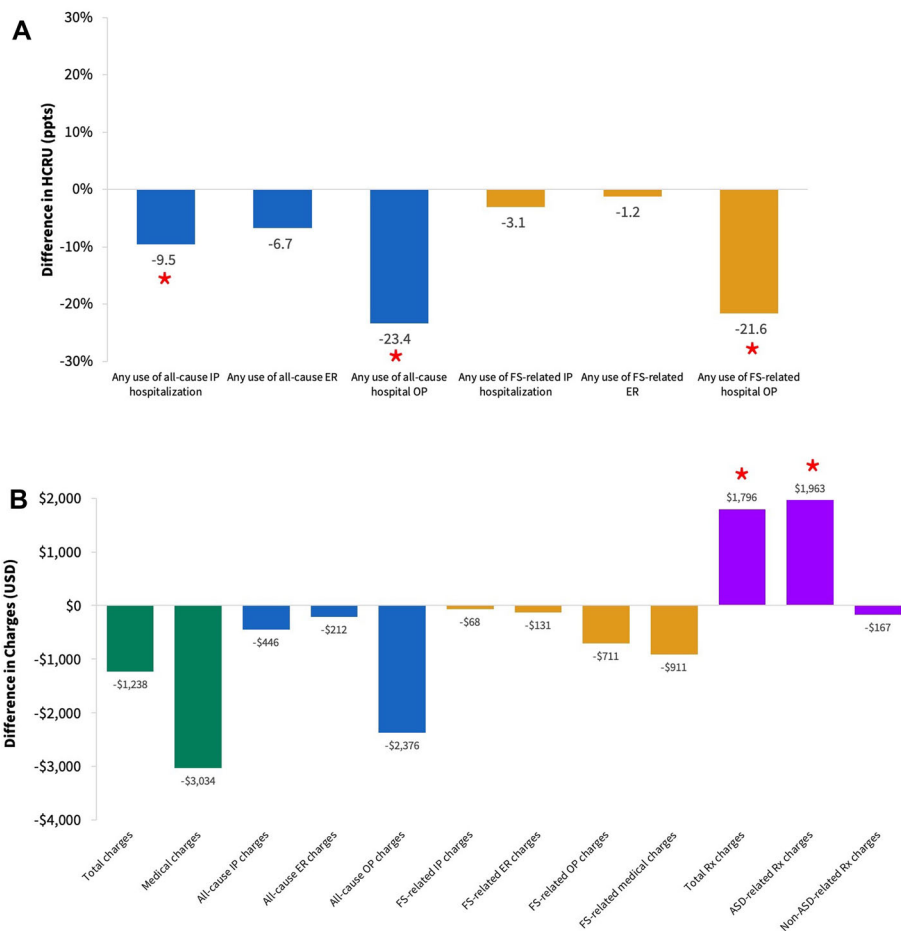 A
Difference in HCRU (ppts)
30%
20%
10%
0%
-10%
-20%
-30%
-9.5
*
-6.7
-23.4
*
-3.1
-1.2
-21.6
*
Any use of all-cause IP
hospitalization
Any use of all-cause ER
Any use of all-cause
hospital OP
Any use of FS-related IP
hospitalization
Any use of FS-related
ER
Any use of FS-related
hospital OP
B
Difference in Charges (USD)
$2,000
$1,000
$0
-$1,000
-$2,000
-$3,000
-$4,000
-$1,238
-$3,034
-$446
-$212
-$2,376
-$68
-$131
-$711
-$911
*
$1,796
*
$1,963
-$167
Total charges
Medical charges
All-cause IP charges
All-cause ER charges
All-cause OP charges
FS-related IP charges
FS-related ER charges
FS-related OP charges
FS-related medical charges
Total Rx charges
ASD-related Rx charges
Non-ASD-related Rx charges